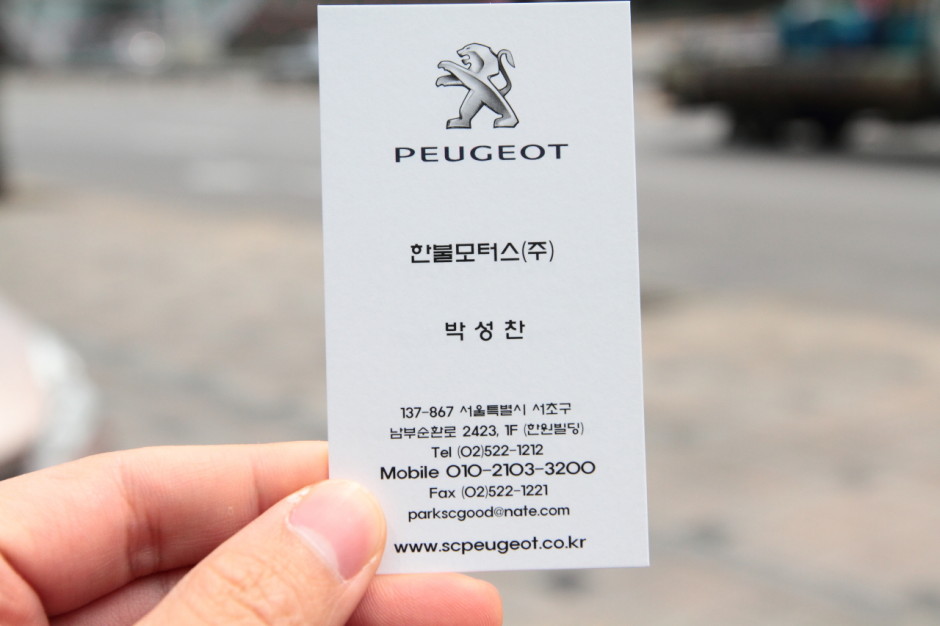 PEUGEOT
한불모터스(주)
박성찬
137-867 서울특별시 서초구
남부순환로 2423, 1F (한원빌딩)
Tel (02)522-1212
Mobile 010-2103-3200
Fax (02)522-1221
parkscgood@nate.com
www.scpeugeot.co.kr